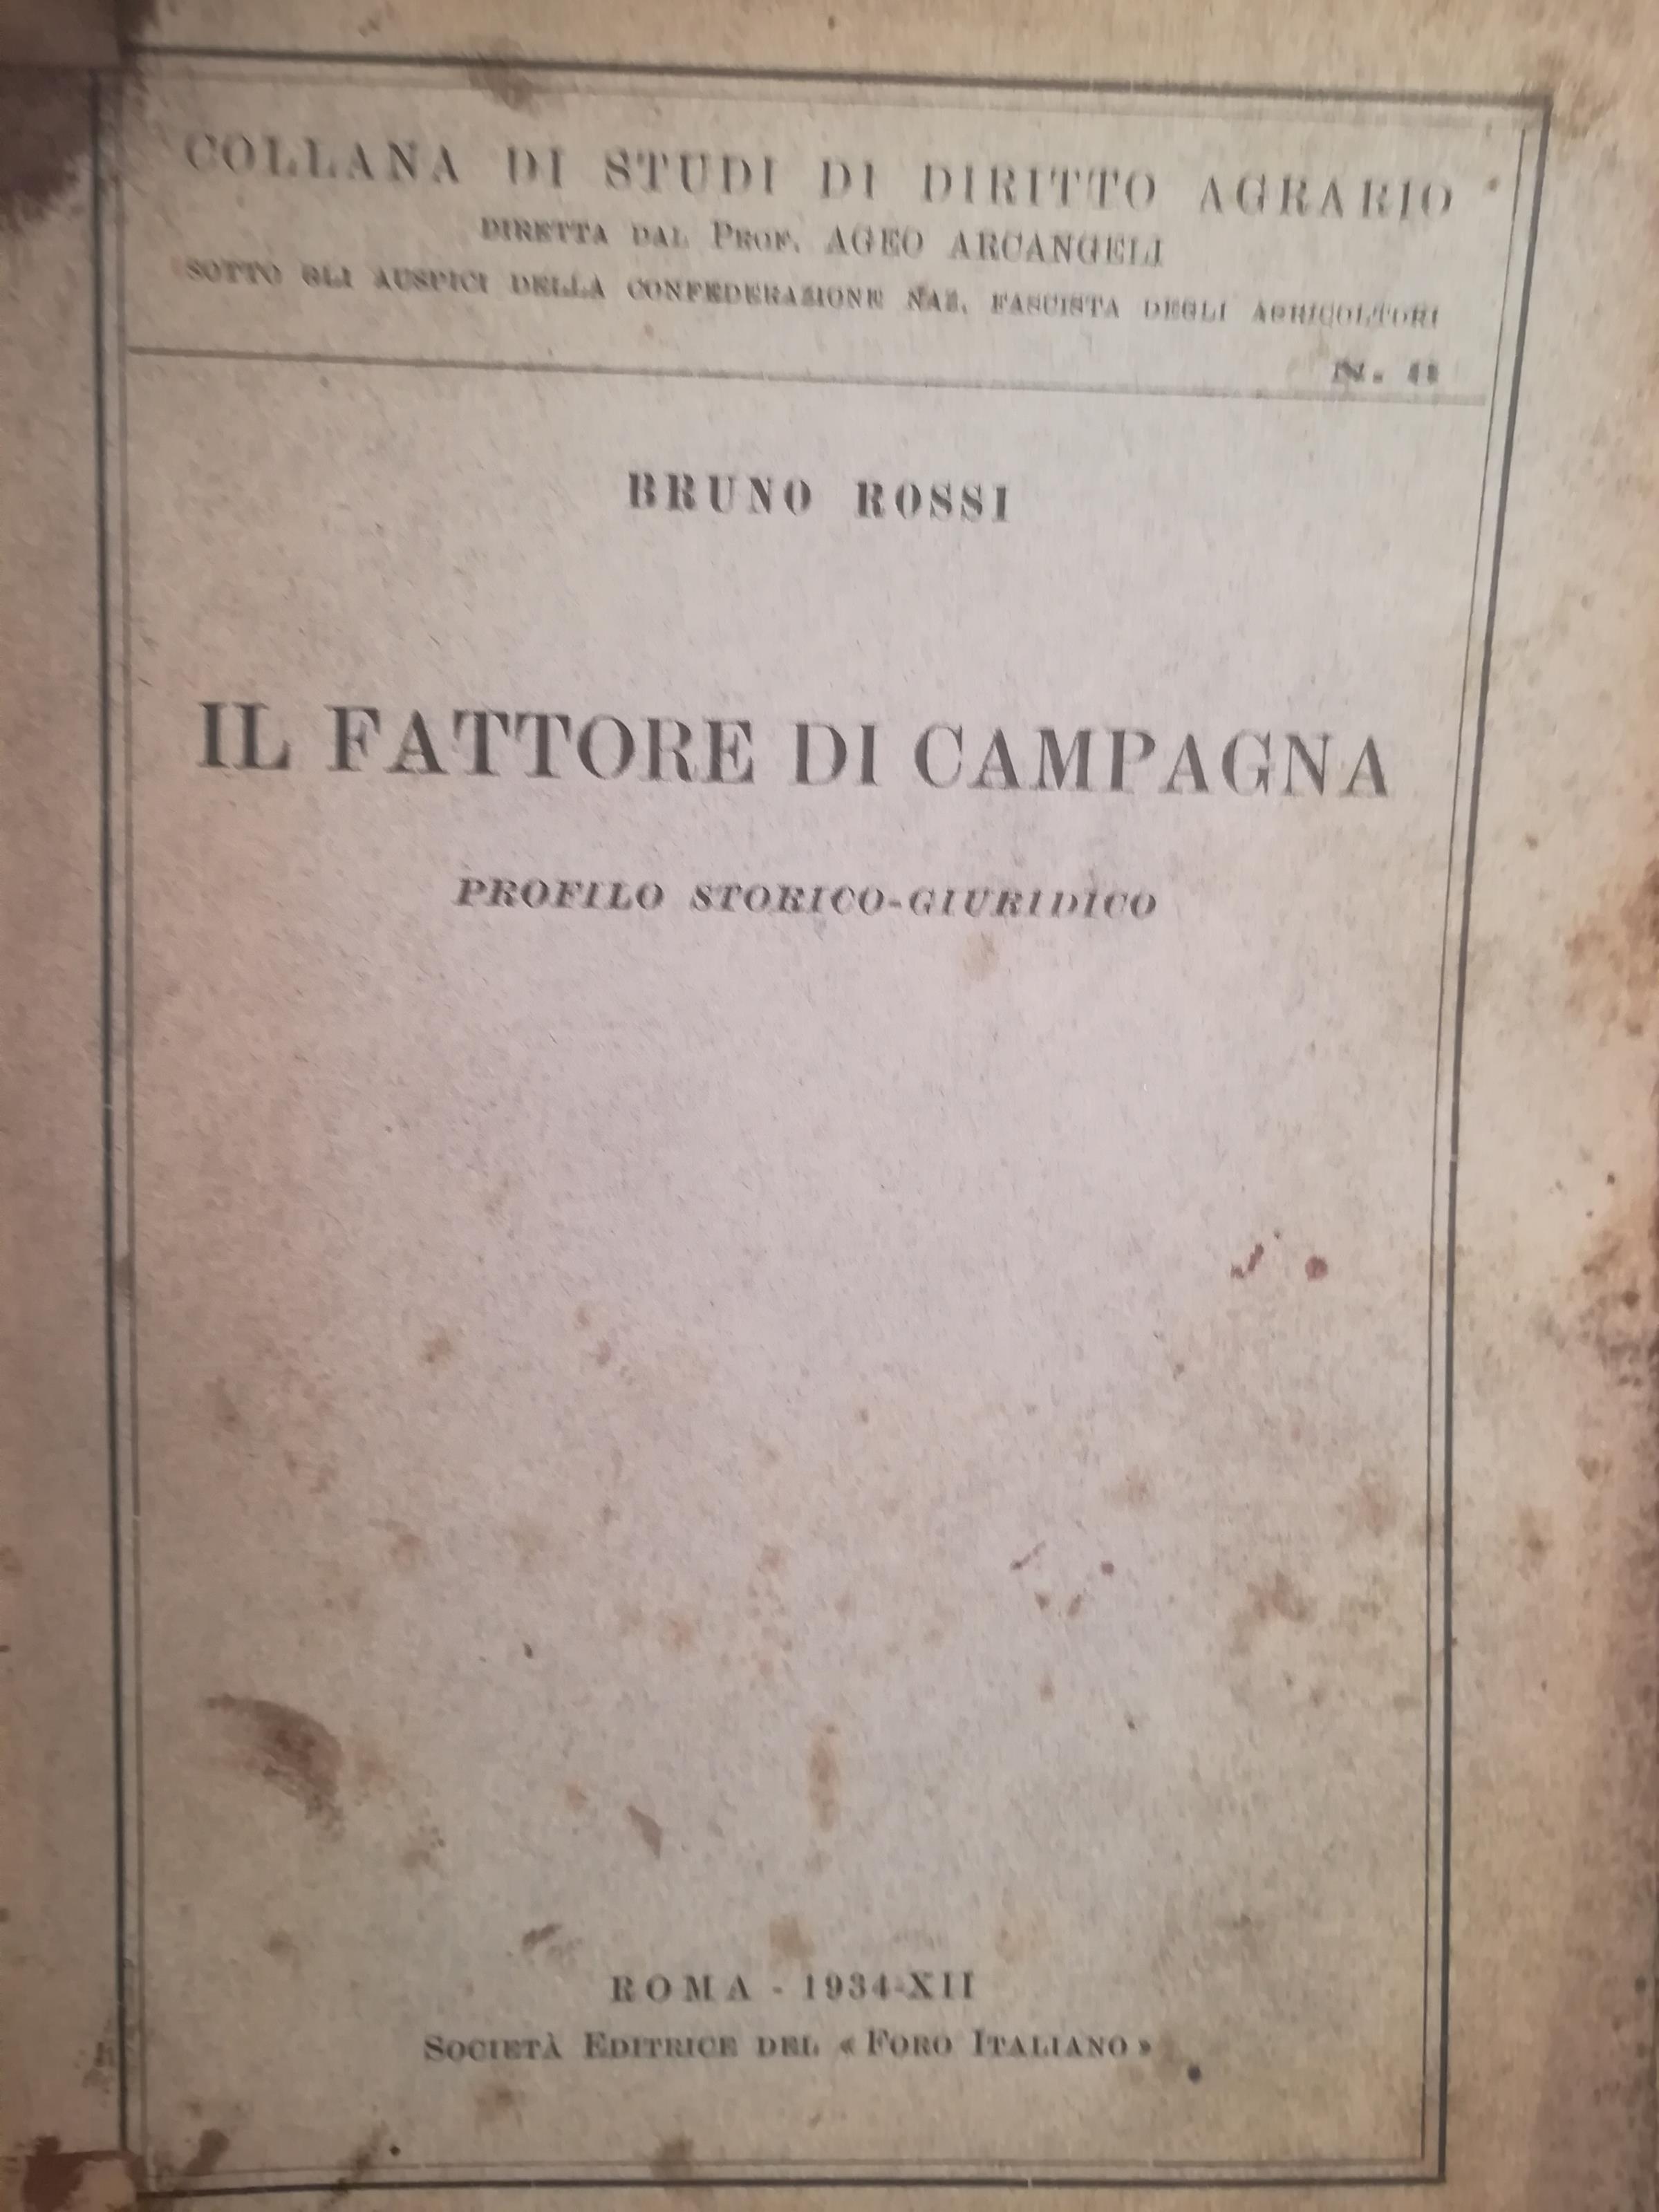 COLLANA DI STUDI DI DIRITTO AGRARIO
DIRETTA DAL PROF. AGEO ARCANGELI
SOTTO GLI AUSPICI DELLA CONFEDERAZIONE NAZ. FASCISTA DEGLI AGRICOLTORI
N.
BRUNO ROSSI
IL FATTORE DI CAMPAGNA
PROFILO STORICO-GIURIDICO
ROMA - 1934-XII
SOCIETÀ EDITRICE DEL « FORO ITALIANO »